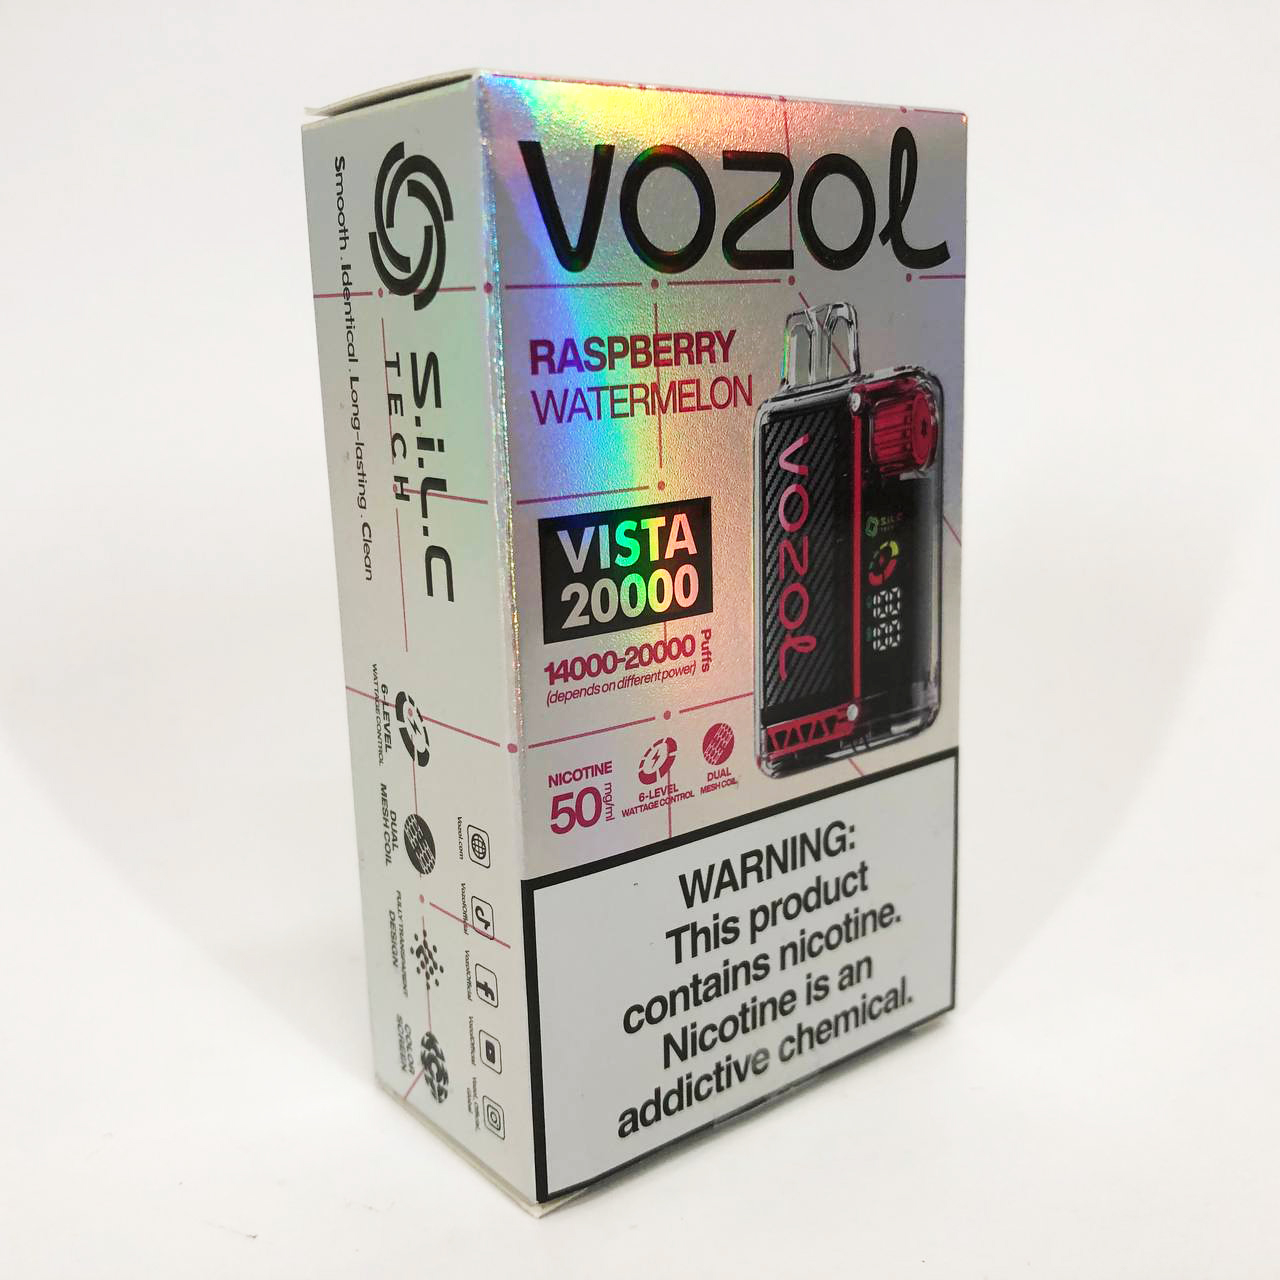 VOZOL
RASPBERRY
WATERMELON
VISTA
20000
14000-20000 Puffs
(depends on different power)
NICOTINE
50 mg/ml
6-LEVEL
WATTAGE CONTROL
DUAL
MESH COIL
VOZOL
S.i.L.C
TECH
WARNING:
This product
contains nicotine.
Nicotine is an
addictive chemical.
S.i.L.C
TECH
Smooth . Identical . Long-lasting . Clean
6-LEVEL
WATTAGE CONTROL
DUAL
MESH COIL
FULLY TRANSPARENT
DESIGN
COLOR
SCREEN
Vozol.com
VozolOfficial
VozolOfficial
VozolOfficial